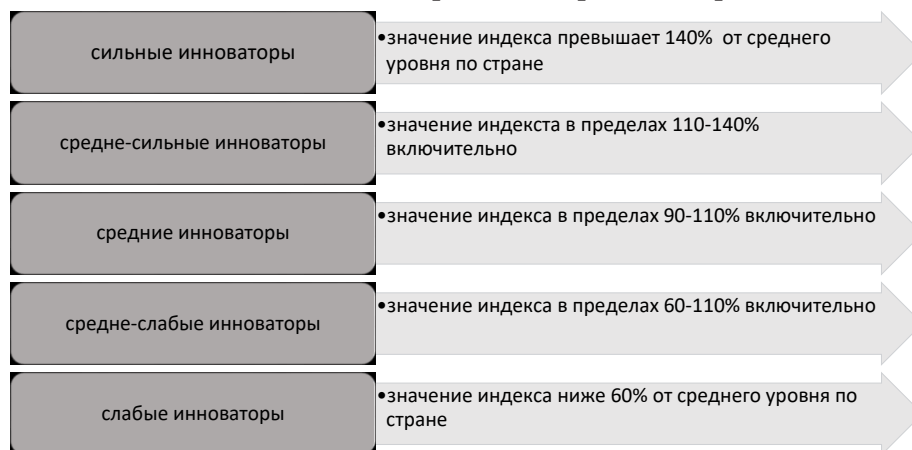 сильные инноваторы
•значение индекса превышает 140% от среднего
уровня по стране
средне-сильные инноваторы
•значение индекста в пределах 110-140%
включительно
средние инноваторы
•значение индекса в пределах 90-110% включительно
средне-слабые инноваторы
•значение индекса в пределах 60-110% включительно
слабые инноваторы
•значение индекса ниже 60% от среднего уровня по
стране